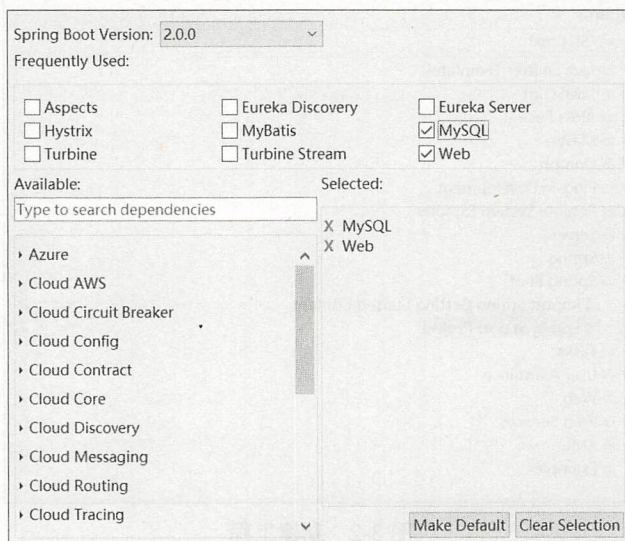 Spring Boot Version: 2.0.0
Frequently Used:
Aspects Eureka Discovery Eureka Server
Hystrix MyBatis MySQL
Turbine Turbine Stream Web
Available: Selected:
Type to search dependencies
X MySQL
X Web
Azure
Cloud AWS
Cloud Circuit Breaker
Cloud Config
Cloud Contract
Cloud Core
Cloud Discovery
Cloud Messaging
Cloud Routing
Cloud Tracing
Make Default Clear Selection